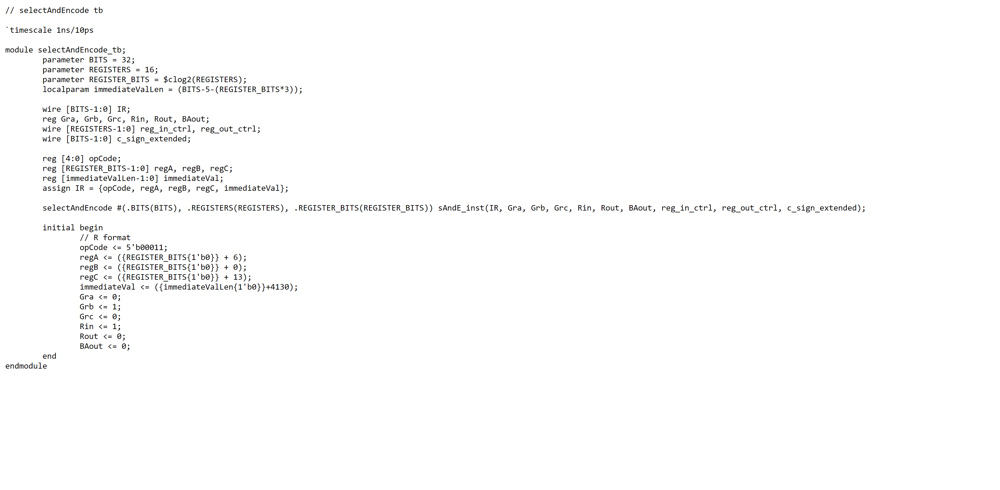 // selectAndEncode tb
`timescale 1ns/10ps
module selectAndEncode_tb;
parameter BITS = 32;
parameter REGISTERS = 16;
parameter REGISTER_BITS = $clog2(REGISTERS);
localparam immediateValLen = (BITS-5-(REGISTER_BITS*3));
wire [BITS-1:0] IR;
reg Gra, Grb, Grc, Rin, Rout, BAout;
wire [REGISTERS-1:0] reg_in_ctrl, reg_out_ctrl;
wire [BITS-1:0] c_sign_extended;
reg [4:0] opCode;
reg [REGISTER_BITS-1:0] regA, regB, regC;
reg [immediateValLen-1:0] immediateVal;
assign IR = {opCode, regA, regB, regC, immediateVal};
selectAndEncode #(.BITS(BITS), .REGISTERS(REGISTERS), .REGISTER_BITS(REGISTER_BITS)) sAndE_inst(IR, Gra, Grb, Grc, Rin, Rout, BAout, reg_in_ctrl, reg_out_ctrl, c_sign_extended);
initial begin
// R format
opCode <= 5'b00011;
regA <= ({REGISTER_BITS{1'b0}} + 6);
regB <= ({REGISTER_BITS{1'b0}} + 0);
regC <= ({REGISTER_BITS{1'b0}} + 13);
immediateVal <= ({immediateValLen{1'b0}}+4130);
Gra <= 0;
Grb <= 1;
Grc <= 0;
Rin <= 1;
Rout <= 0;
BAout <= 0;
end
endmodule